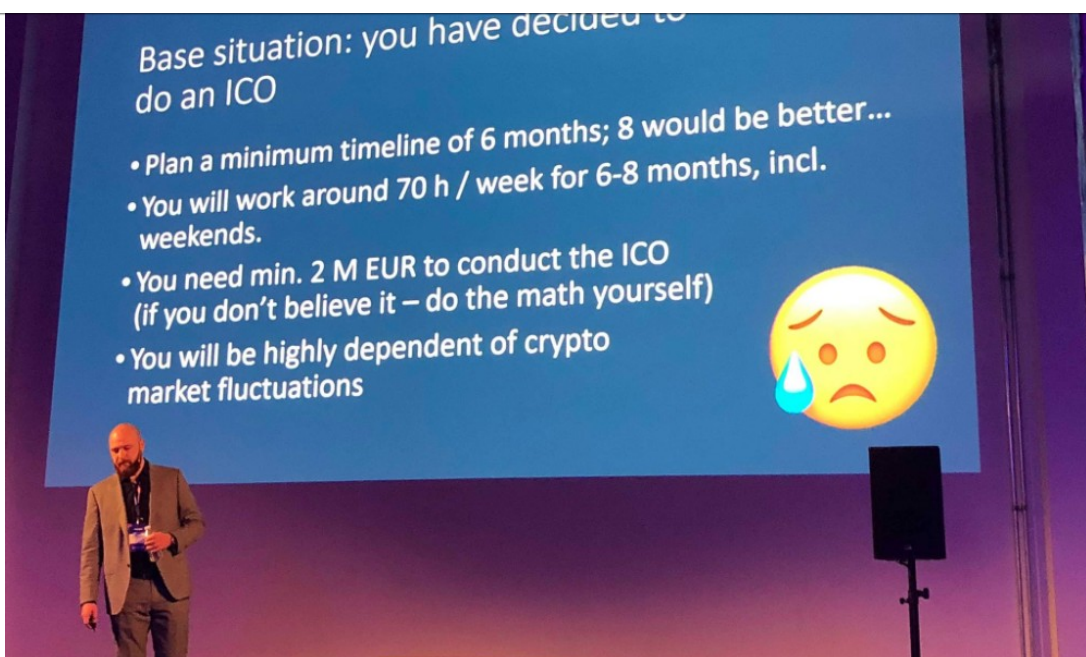 Base situation: you have decided to
do an ICO
• Plan a minimum timeline of 6 months; 8 would be better...
• You will work around 70 h / week for 6-8 months, incl.
weekends.
• You need min. 2 M EUR to conduct the ICO
(if you don't believe it – do the math yourself)
• You will be highly dependent of crypto
market fluctuations